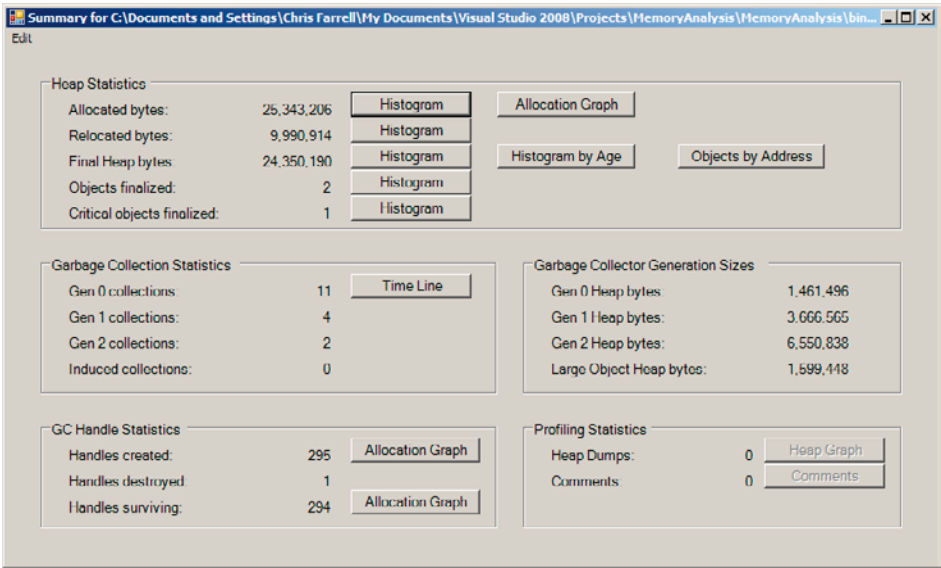 Summary for C:\Documents and Settings\Chris Farrell\My Documents\Visual Studio 2008\Projects\MemoryAnalysis\MemoryAnalysis\bin...
Edit
Heap Statistics
Allocated bytes: 25,343,206 Histogram Allocation Graph
Relocated bytes: 9,990,914 Histogram
Final Heap bytes: 24,350,190 Histogram Histogram by Age Objects by Address
Objects finalized: 2 Histogram
Critical objects finalized: 1 Histogram
Garbage Collection Statistics
Gen 0 collections: 11 Time Line
Gen 1 collections: 4
Gen 2 collections: 2
Induced collections: 0
Garbage Collector Generation Sizes
Gen 0 Heap bytes: 1,461,496
Gen 1 Heap bytes: 3,666,565
Gen 2 Heap bytes: 6,550,838
Large Object Heap bytes: 1,599,448
GC Handle Statistics
Handles created: 295 Allocation Graph
Handles destroyed: 1
Handles surviving: 294 Allocation Graph
Profiling Statistics
Heap Dumps: 0 Heap Graph
Comments 0 Comments